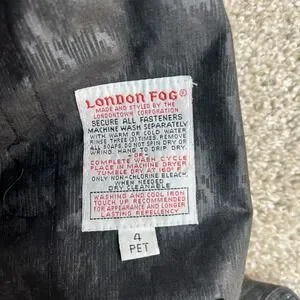 LONDON FOG®
MADE AND STYLED BY THE
LONDONTOWN CORPORATION
SECURE ALL FASTENERS
MACHINE WASH SEPARATELY
WITH WARM OR COLD WATER
RINSE THREE (3) TIMES, REMOVE
ALL SOAPS. DO NOT SPIN DRY OR
WRING. HANG TO DRIP DRY.
-OR-
COMPLETE WASH CYCLE
PLACE IN MACHINE DRYER
TUMBLE DRY AT 160 F
ONLY NON-CHLORINE BLEACH
WHEN NEEDED
DRY CLEANABLE
WASHING AND COOL IRON
TOUCH UP RECOMMENDED
FOR APPEARANCE AND LONGER
LASTING REPELLENCY
4
PET